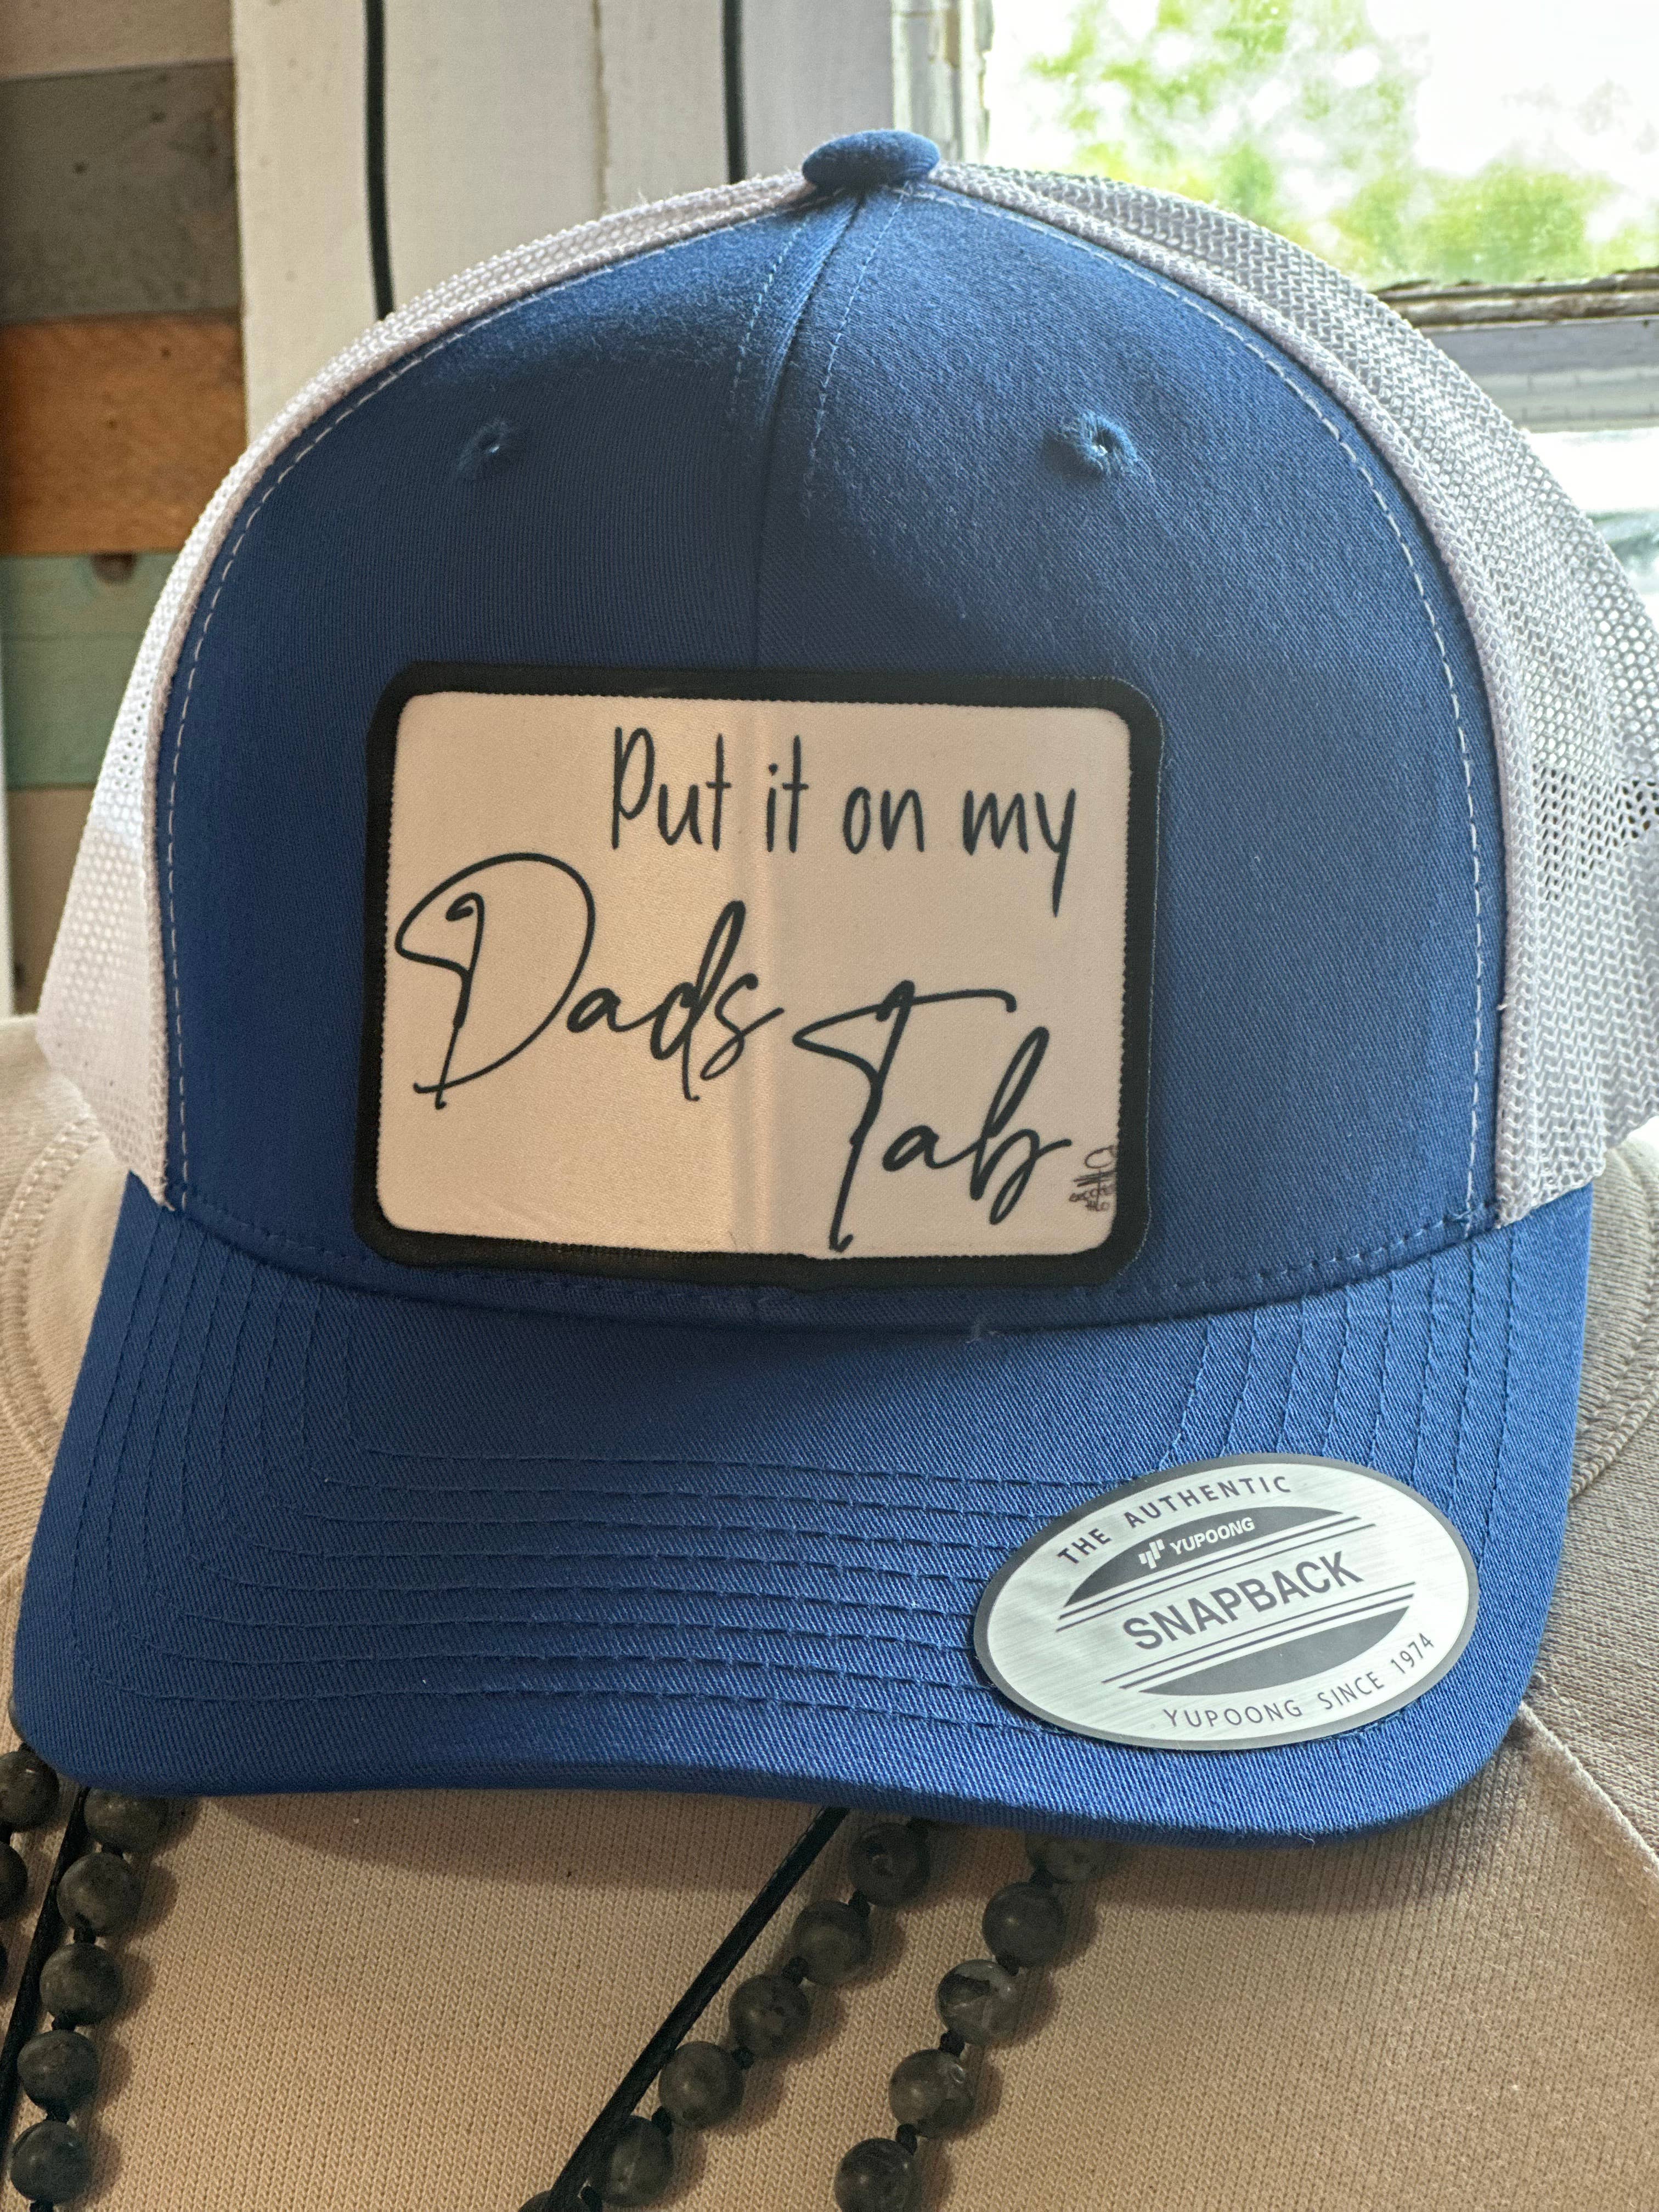 Put it on my
Dads
Tab
THE AUTHENTIC
YUPOONG
SNAPBACK
YUPOONG SINCE 1974